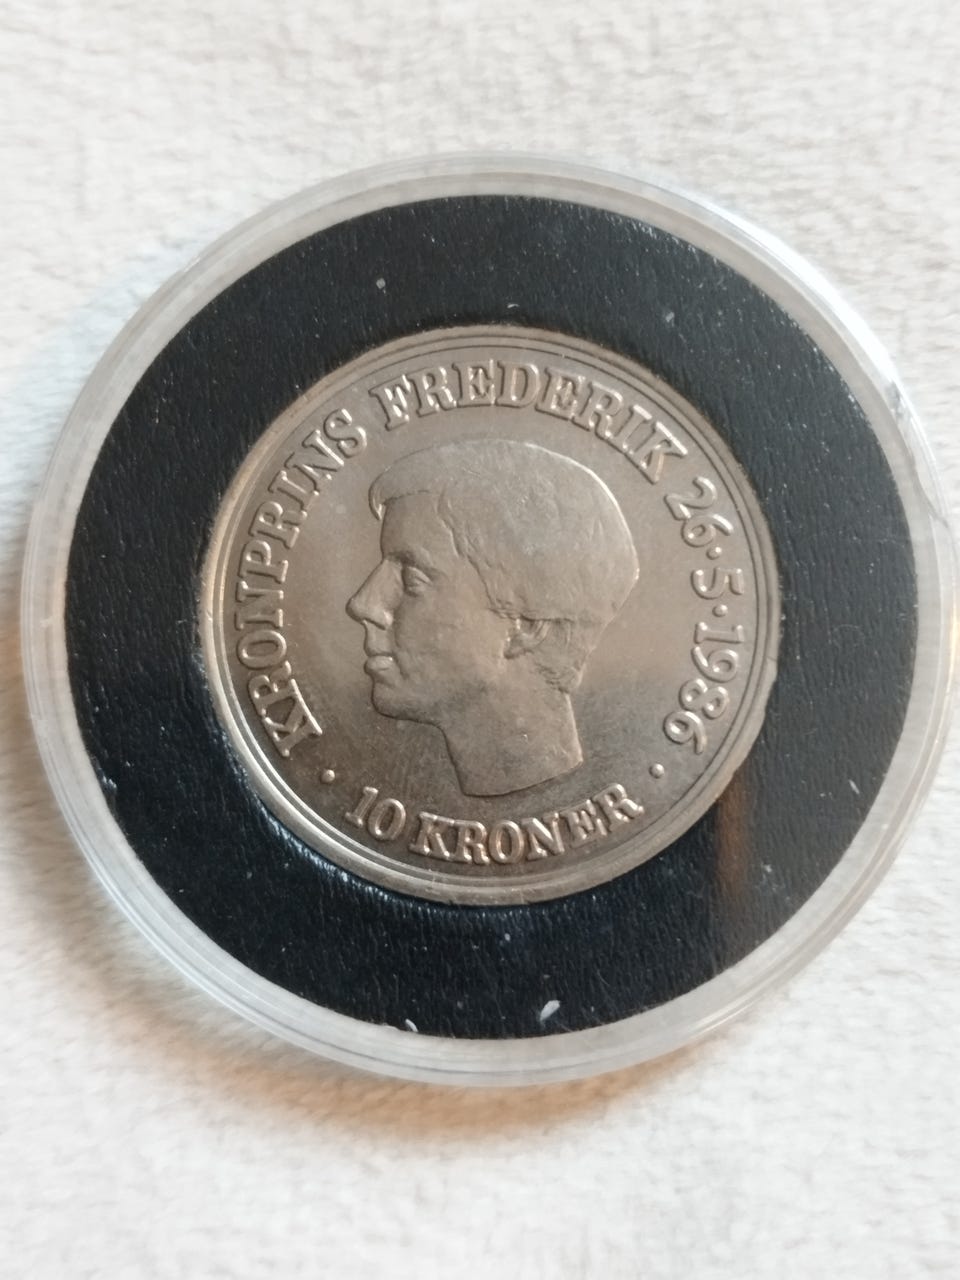 KRONPRINS FREDERIK 26·5·1986
· 10 KRONER ·